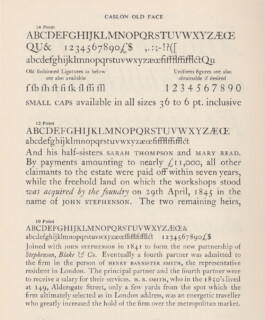 CASLON OLD FACE
14 Point
ABCDEFGHIJKLMNOPQRSTUVWXYZÆŒ
QU& 1234567890£$ .,:;-!?([
abcdefghijklmnopqrstuvwxyzæœfiffflffifflctQu
Old fashioned Ligatures as below are also available
Uniform figures are also obtainable if desired
1234567890
SMALL CAPS available in all sizes 36 to 6 pt. inclusive
12 Point
ABCDEFGHIJKLMNOPQRSTUVWXYZÆŒ
And his half-sisters SARAH THOMPSON and MARY READ.
By payments amounting to nearly £11,000, all other
claimants to the estate were paid off within seven years,
while the freehold land on which the workshops stood
was acquired by the foundry on 29th August, 1845 in the
name of JOHN STEPHENSON. The two remaining heirs,
10 Point
ABCDEFGHIJKLMNOPQRSTUVWXYZÆŒ&
1234567890£$
Joined with JOHN STEPHENSON in 1841 to form the new partnership of
Stephenson, Blake & Co. Eventually a fourth partner was admitted to the
firm in the person of HENRY BANNISTER SMITH, the representative
resident in London. The principal and the fourth partner were
to receive a salary for their services. H. B. SMITH, who in the 1850's lived
at 149, Aldersgate Street, only a few yards from the spot which the
firm ultimately selected as its London address, was an energetic traveller
who greatly increased the hold of the firm over the metropolitan market.